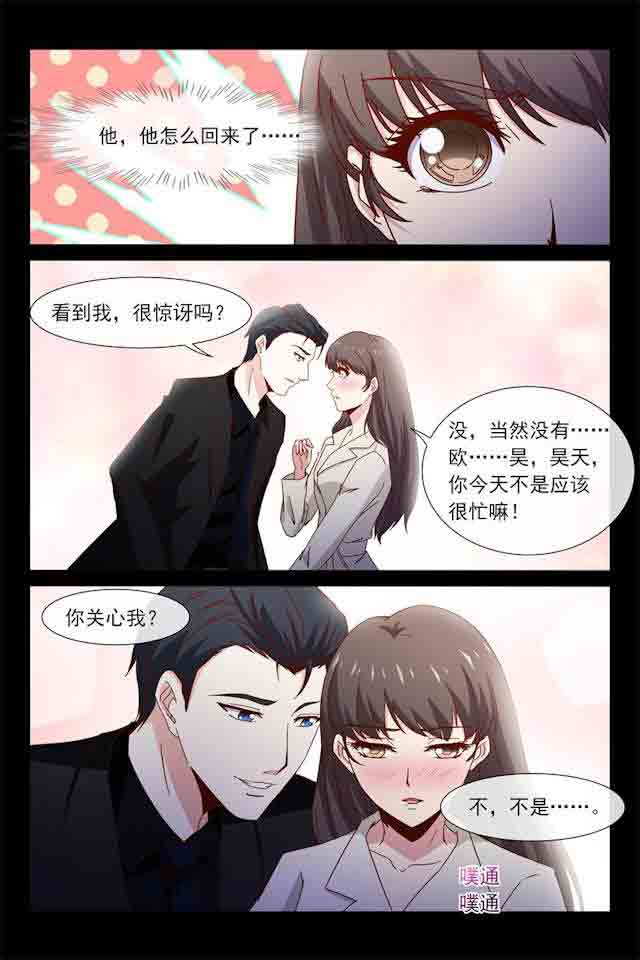 他，他怎么回来了……
看到我，很惊讶吗？
没，当然没有……
欧……昊，昊天，
你今天不是应该
很忙嘛！
你关心我？
不，不是……。
噗通
噗通